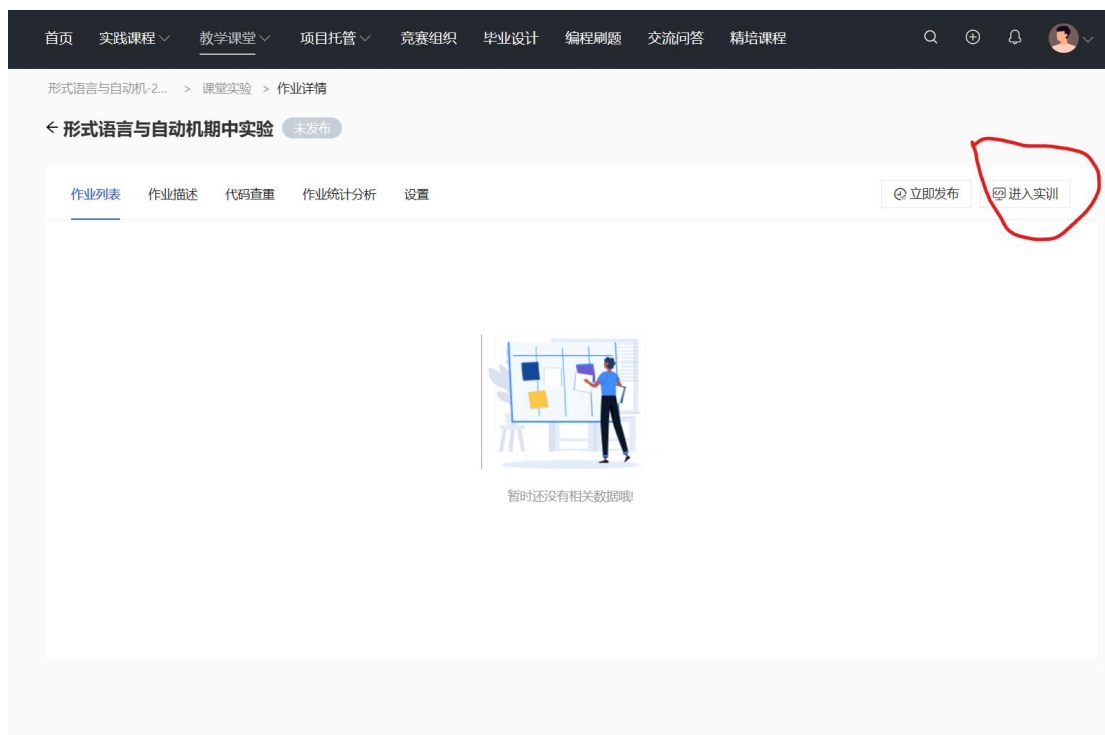 首页 实践课程 教学课堂 项目托管 竞赛组织 毕业设计 编程刷题 交流问答 精培课程
形式语言与自动机-2... > 课堂实验 > 作业详情
形式语言与自动机期中实验 未发布
作业列表 作业描述 代码查重 作业统计分析 设置 立即发布 进入实训
暂时还没有相关数据哦!